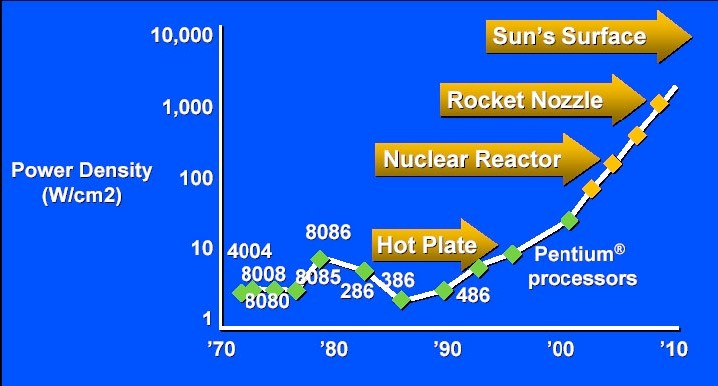 10,000
Sun's Surface
1,000
Rocket Nozzle
Nuclear Reactor
Power Density
(W/cm2)
100
8086
10
Hot Plate
4004
Pentium®
processors
8008
8085
386
8080
286
486
1
'70
'80
'90
'00
'10